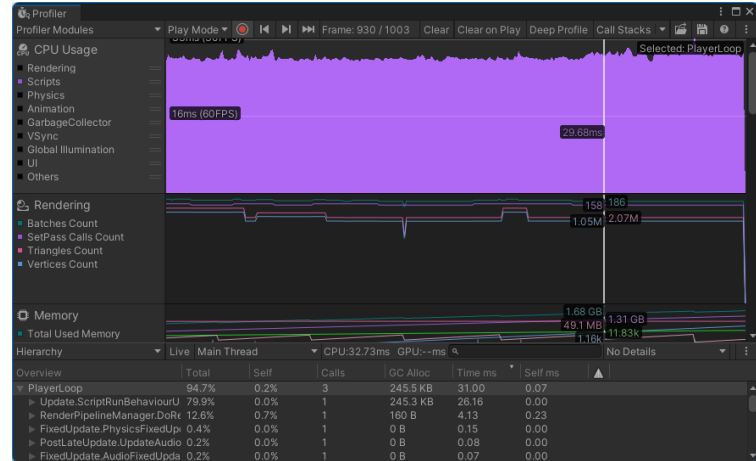 Profiler
Profiler Modules Play Mode Frame: 930 / 1003 Clear Clear on Play Deep Profile Call Stacks
CPU Usage
Selected: PlayerLoop
Rendering
Scripts
Physics
Animation
GarbageCollector
VSync
Global Illumination
UI
Others
16ms (60FPS)
29.68ms
Rendering
Batches Count
SetPass Calls Count
Triangles Count
Vertices Count
158 186
1.05M 2.07M
Memory
Total Used Memory
1.68 GB
1.31 GB
49.1 MB
11.83k
1.16k
Hierarchy Live Main Thread CPU:32.73ms GPU:--ms No Details
Overview Total Self Calls GC Alloc Time ms Self ms
PlayerLoop 94.7% 0.2% 3 245.5 KB 31.00 0.07
Update.ScriptRunBehaviourU 79.9% 0.0% 1 245.3 KB 26.16 0.00
RenderPipelineManager.DoRe 12.6% 0.7% 1 160 B 4.13 0.23
FixedUpdate.PhysicsFixedUp 0.4% 0.0% 1 0 B 0.15 0.00
PostLateUpdate.UpdateAudio 0.2% 0.0% 1 0 B 0.08 0.00
FixedUpdate.AudioFixedUpda 0.2% 0.0% 1 0 B 0.07 0.00